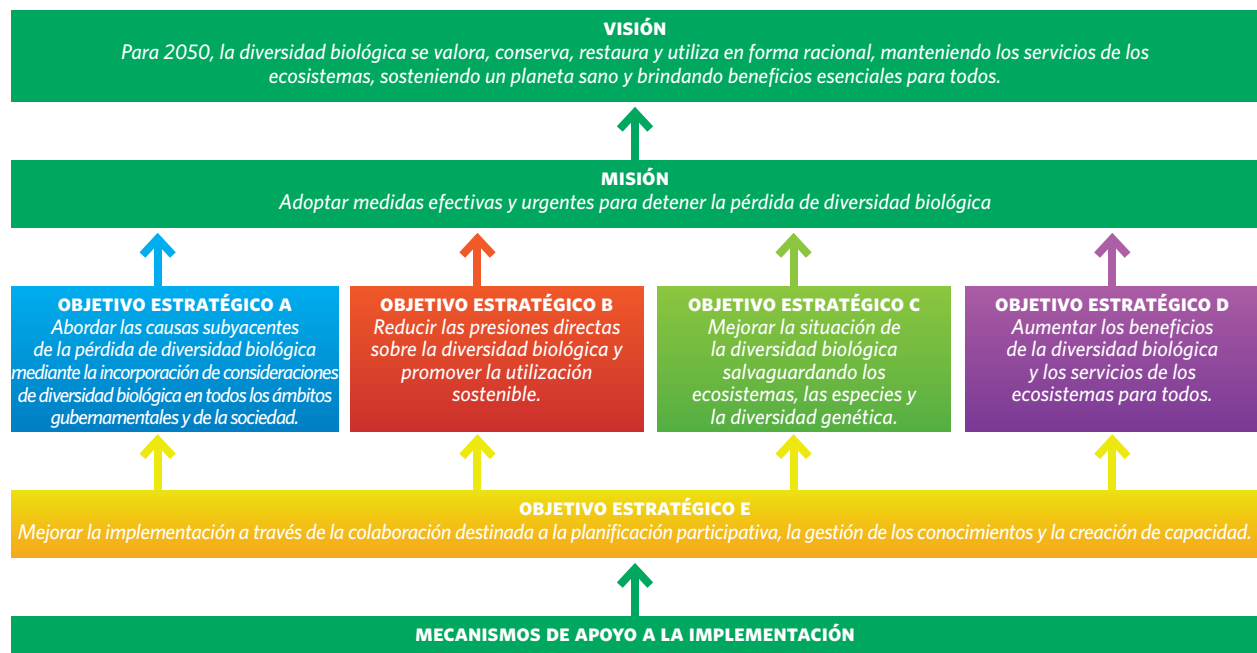 VISIÓN
Para 2050, la diversidad biológica se valora, conserva, restaura y utiliza en forma racional, manteniendo los servicios de los
ecosistemas, sosteniendo un planeta sano y brindando beneficios esenciales para todos.
MISIÓN
Adoptar medidas efectivas y urgentes para detener la pérdida de diversidad biológica
OBJETIVO ESTRATÉGICO A
Abordar las causas subyacentes
de la pérdida de diversidad biológica
mediante la incorporación de consideraciones
de diversidad biológica en todos los ámbitos
gubernamentales y de la sociedad.
OBJETIVO ESTRATÉGICO B
Reducir las presiones directas
sobre la diversidad biológica y
promover la utilización
sostenible.
OBJETIVO ESTRATÉGICO C
Mejorar la situación de
la diversidad biológica
salvaguardando los
ecosistemas, las especies y
la diversidad genética.
OBJETIVO ESTRATÉGICO D
Aumentar los beneficios
de la diversidad biológica
y los servicios de los
ecosistemas para todos.
OBJETIVO ESTRATÉGICO E
Mejorar la implementación a través de la colaboración destinada a la planificación participativa, la gestión de los conocimientos y la creación de capacidad.
MECANISMOS DE APOYO A LA IMPLEMENTACIÓN